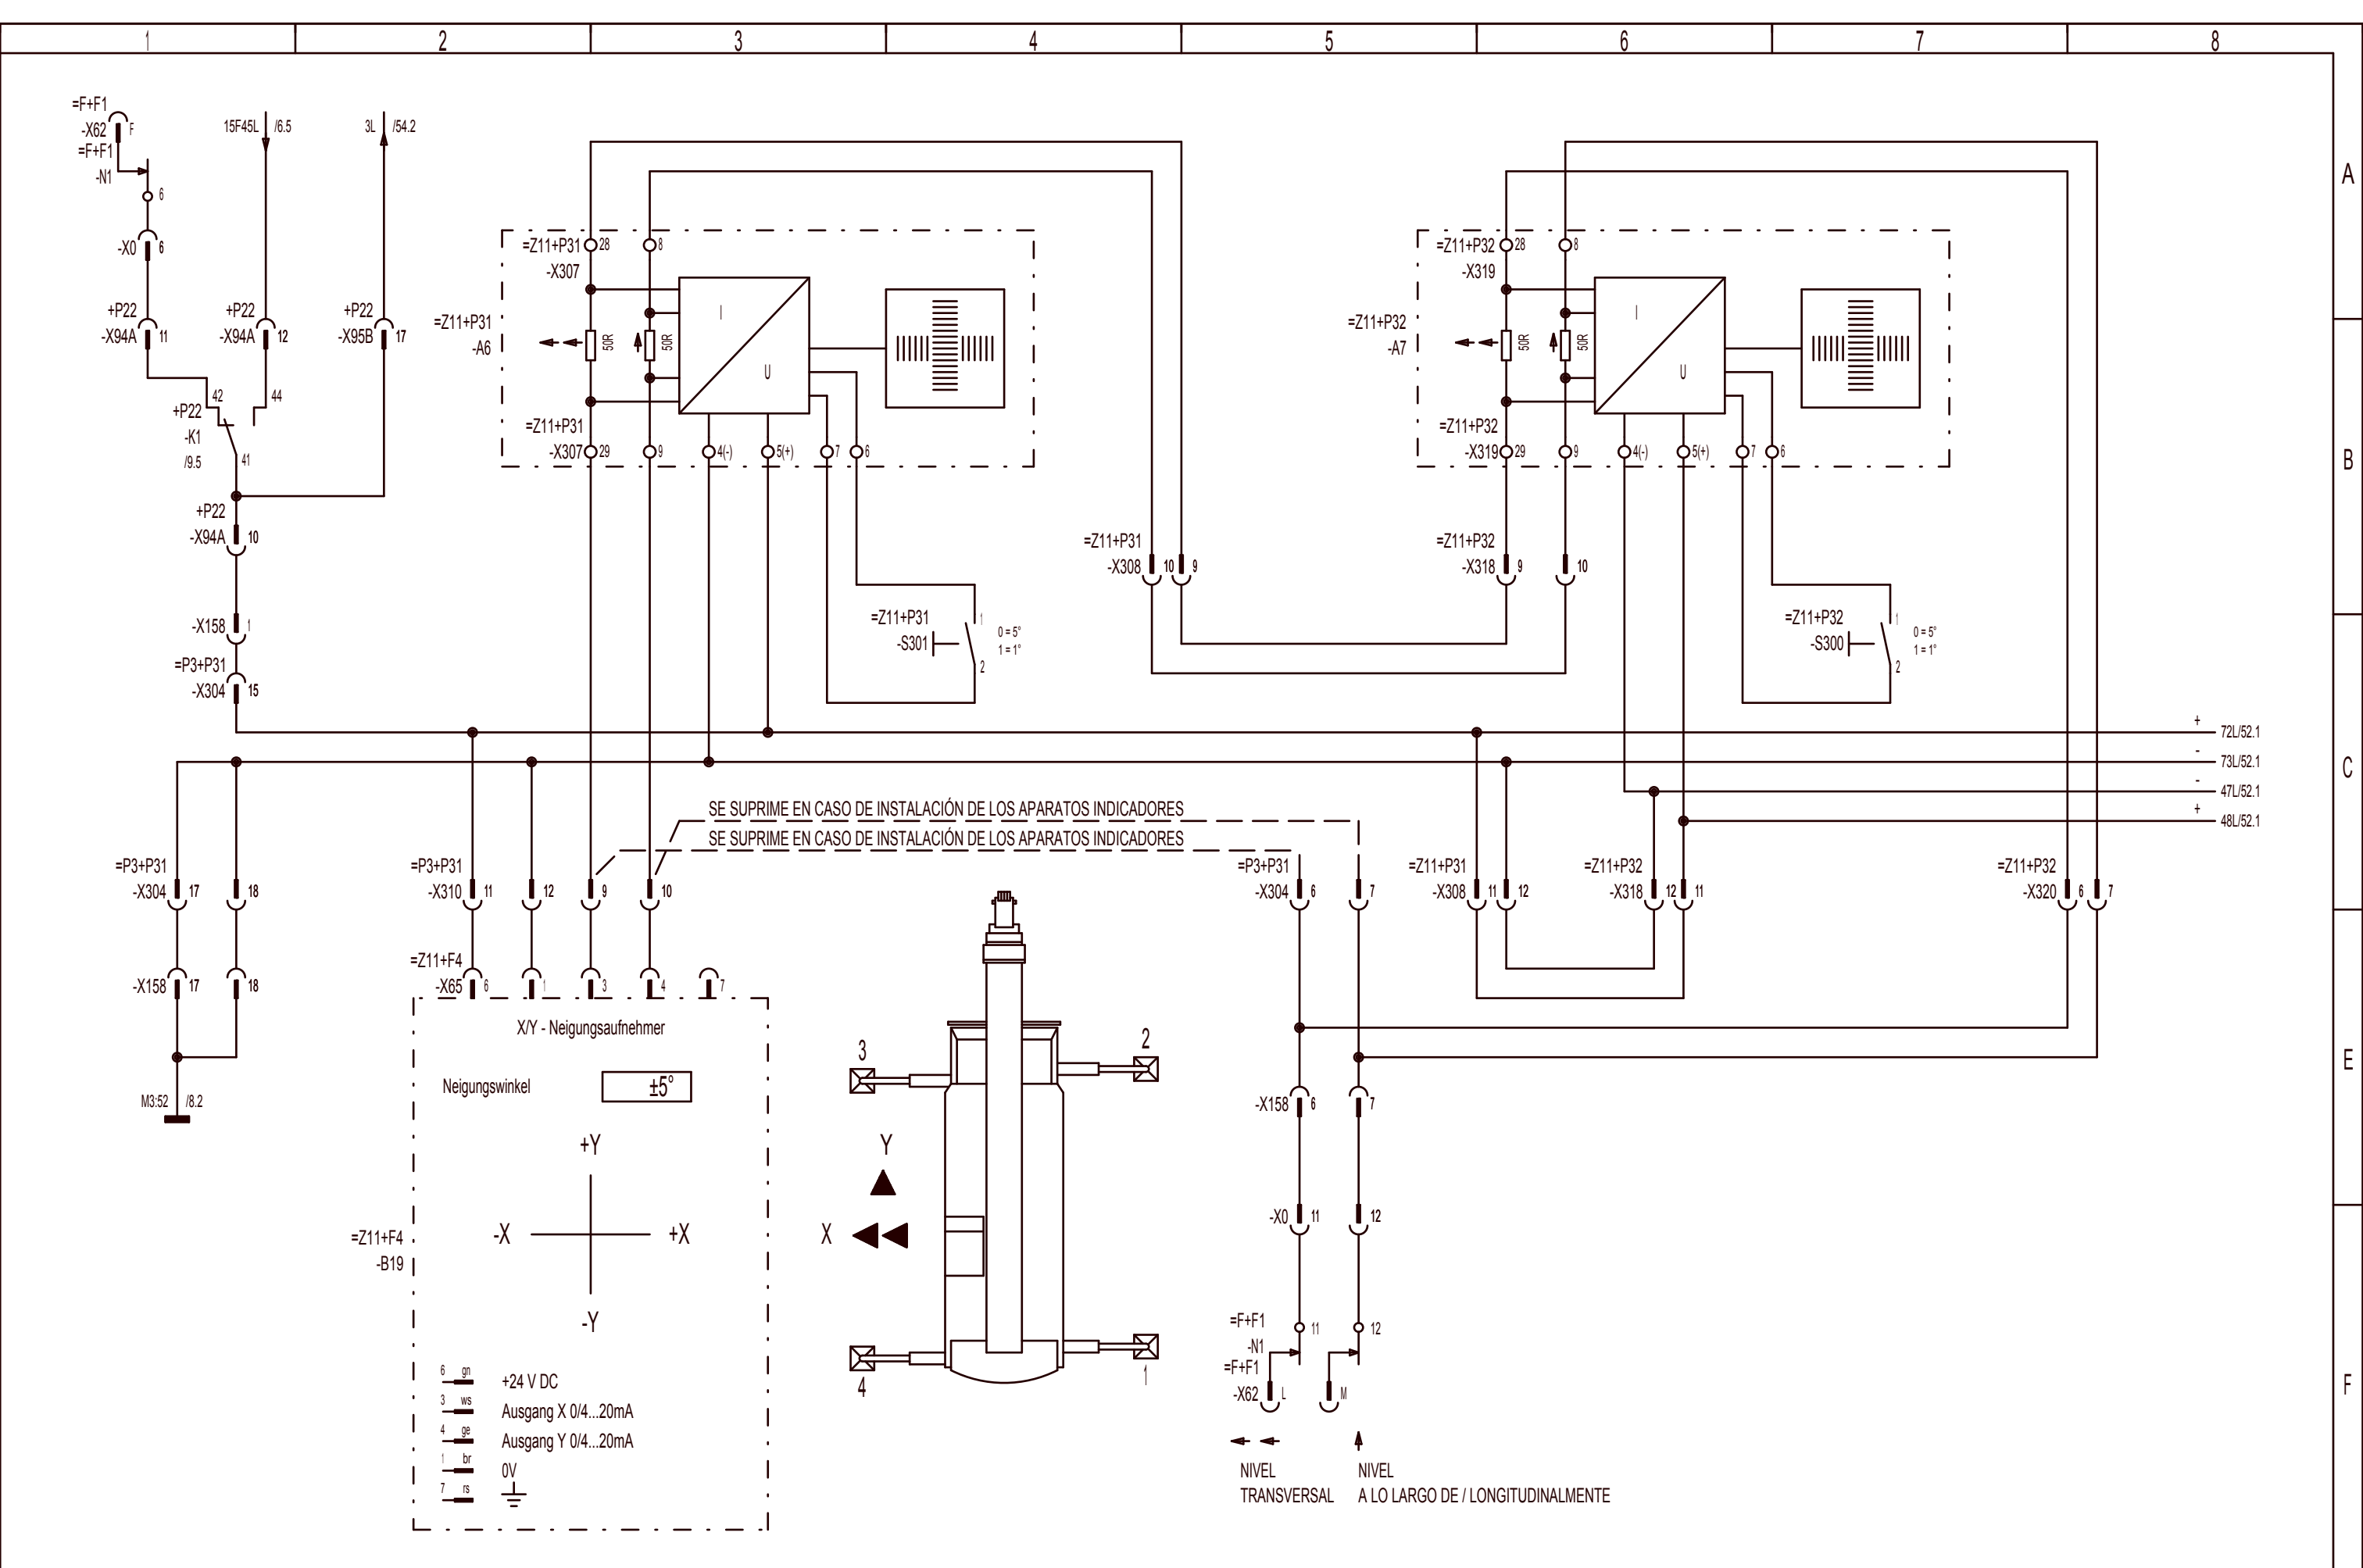 1 2 3 4 5 6 7 8
A
B
C
E
F
=F+F1
-X62 F
=F+F1
-N1
6
-X0 6
15F45L /6.5
3L /54.2
+P22
-X94A 11
+P22
-X94A 12
+P22
-X95B 17
42 44
+P22
-K1
/9.5
41
+P22
-X94A 10
-X158 1
=P3+P31
-X304 15
=Z11+P31 28 8
-X307
=Z11+P31
-A6
50R 50R
I
U
=Z11+P31
-X307 29 9 4(-) 5(+) 7 6
=Z11+P31
-S301
1
2
0 = 5°
1 = 1°
=Z11+P31
-X308 10 9
=Z11+P32 28 8
-X319
=Z11+P32
-A7
50R 50R
I
U
=Z11+P32
-X319 29 9 4(-) 5(+) 7 6
=Z11+P32
-X318 9 10
=Z11+P32
-S300
1
2
0 = 5°
1 = 1°
+
72L/52.1
-
73L/52.1
-
47L/52.1
+
48L/52.1
SE SUPRIME EN CASO DE INSTALACIÓN DE LOS APARATOS INDICADORES
SE SUPRIME EN CASO DE INSTALACIÓN DE LOS APARATOS INDICADORES
=P3+P31
-X304 17 18
-X158 17 18
M3:52 /8.2
=P3+P31
-X310 11 12 9 10
=Z11+F4
-X65 6 1 3 4 7
=P3+P31
-X304 6 7
=Z11+P31
-X308 11 12
=Z11+P32
-X318 12 11
=Z11+P32
-X320 6 7
X/Y - Neigungsaufnehmer
Neigungswinkel ±5°
+Y
-X +X
-Y
=Z11+F4
-B19
6 gn +24 V DC
3 ws Ausgang X 0/4...20mA
4 ge Ausgang Y 0/4...20mA
1 br 0V
7 rs
3 2
Y
X
4 1
-X158 6 7
-X0 11 12
=F+F1
-N1
11 12
=F+F1
-X62 L M
NIVEL
TRANSVERSAL
NIVEL
A LO LARGO DE / LONGITUDINALMENTE